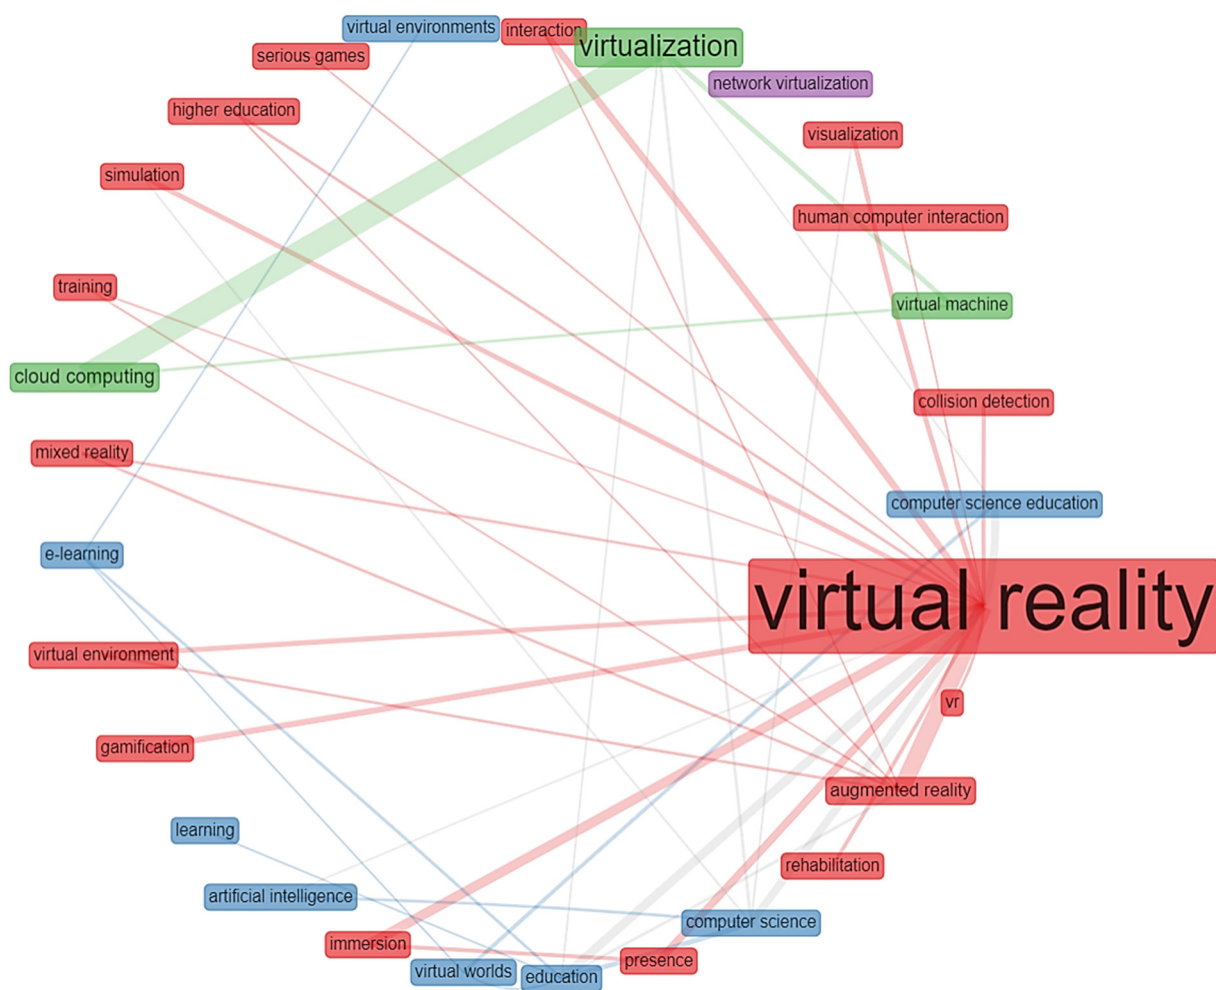 virtual environments
interaction
virtualization
serious games
network virtualization
higher education
visualization
simulation
human computer interaction
training
virtual machine
cloud computing
collision detection
mixed reality
computer science education
e-learning
virtual reality
virtual environment
vr
gamification
augmented reality
learning
rehabilitation
artificial intelligence
computer science
immersion
presence
virtual worlds
education